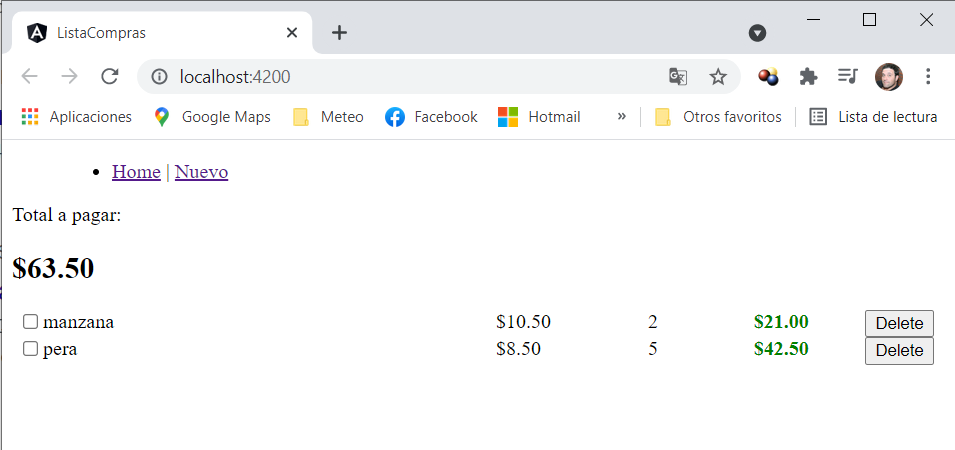 ListaCompras
localhost:4200
Aplicaciones Google Maps Meteo Facebook Hotmail » Otros favoritos Lista de lectura
Home | Nuevo
Total a pagar:
$63.50
manzana $10.50 2 $21.00 Delete
pera $8.50 5 $42.50 Delete